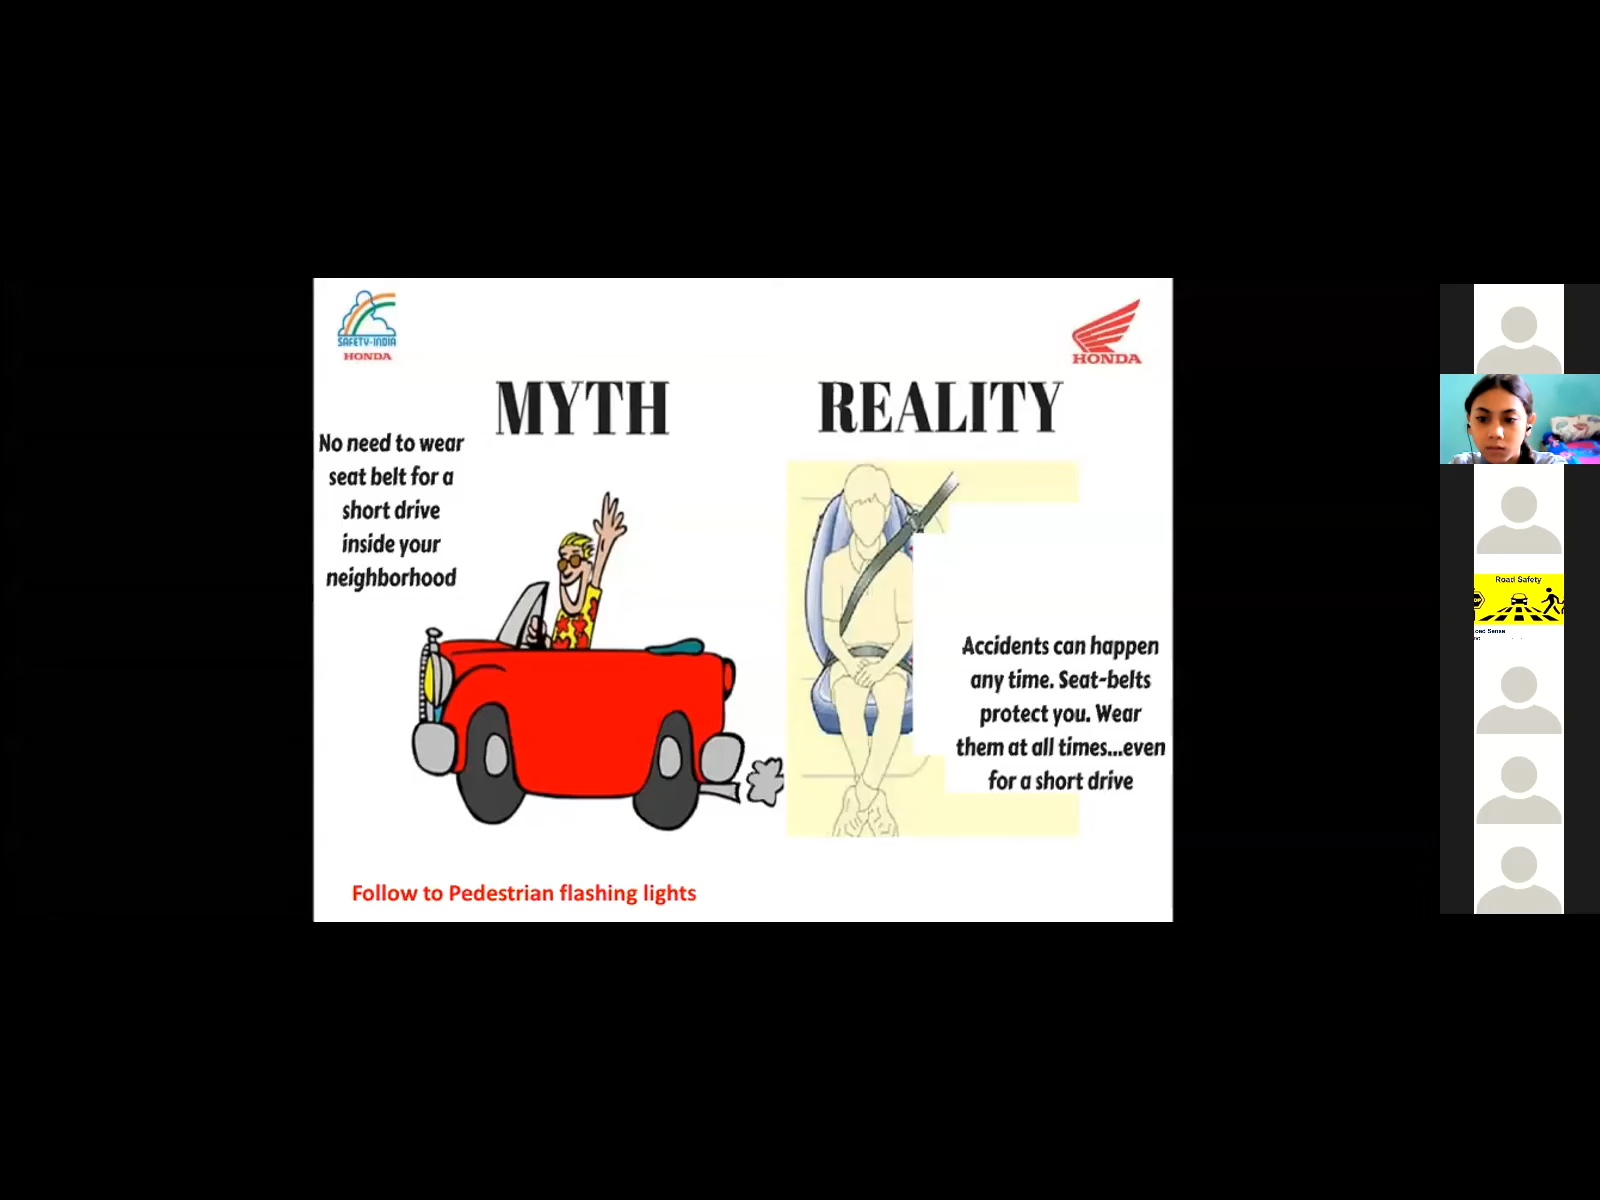 SAFETY-INDIA
HONDA
HONDA
MYTH
REALITY
No need to wear
seat belt for a
short drive
inside your
neighborhood
Accidents can happen
any time. Seat-belts
protect you. Wear
them at all times...even
for a short drive
Follow to Pedestrian flashing lights
Road Safety
Sense